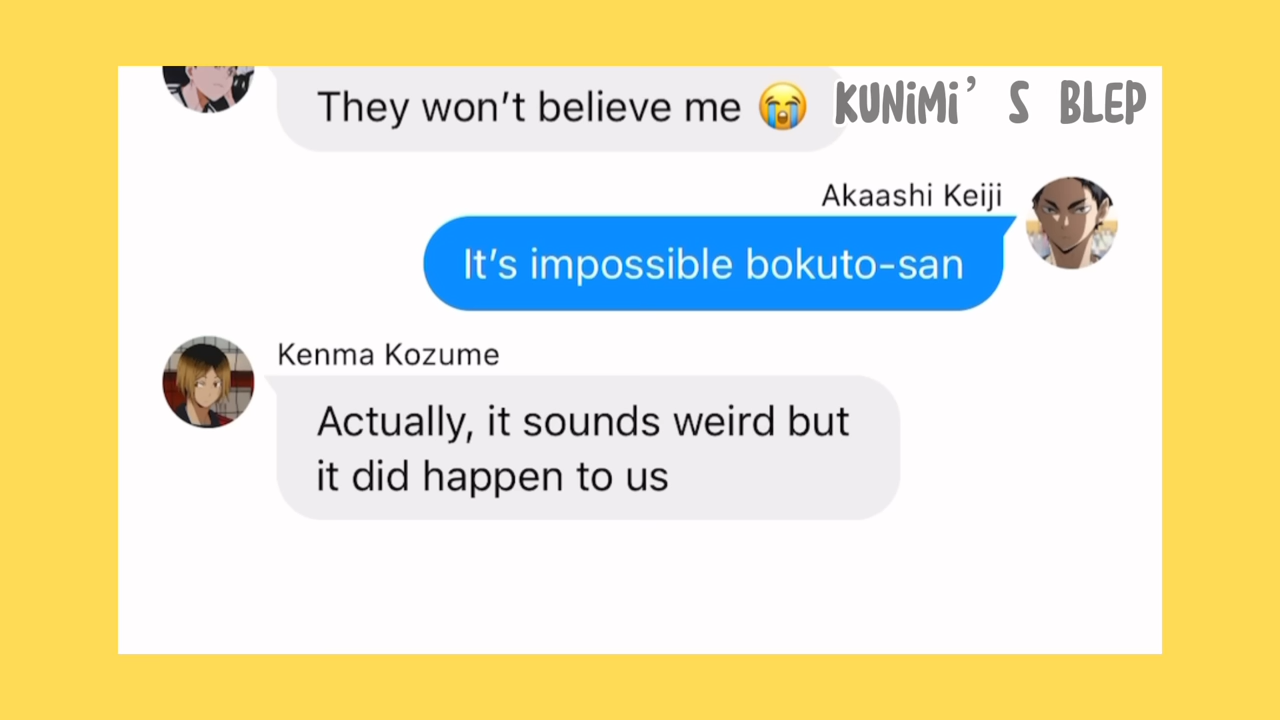 They won't believe me 😭
KUNiMi' S BLEP
Akaashi Keiji
It's impossible bokuto-san
Kenma Kozume
Actually, it sounds weird but
it did happen to us